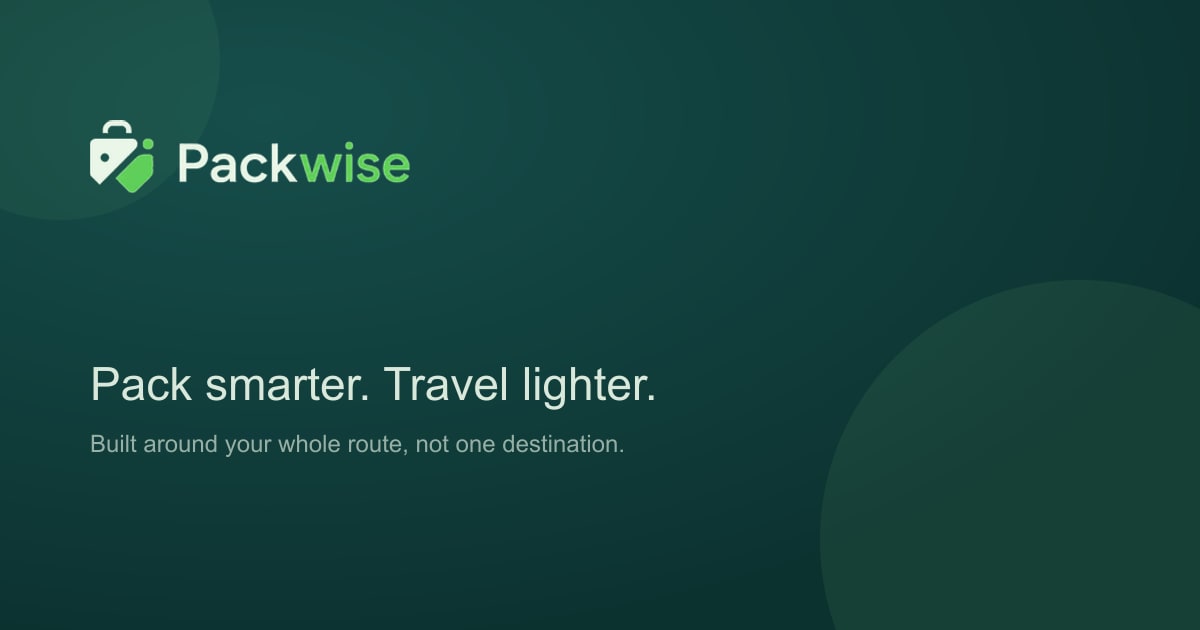 Packwise
Pack smarter. Travel lighter.
Built around your whole route, not one destination.